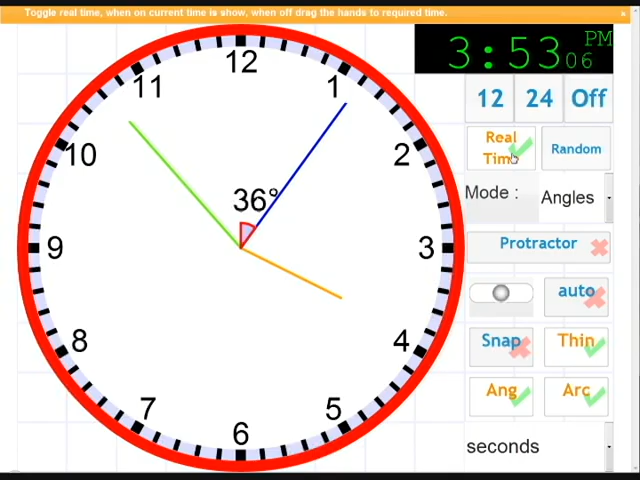 Toggle real time, when on current time is show, when off drag the hands to required time.
3:53 06 PM
12 24 Off
Real Time
Random
Mode :
Angles
Protractor
auto
Snap
Thin
Ang
Arc
seconds
12
1
2
3
4
5
6
7
8
9
10
11
36°